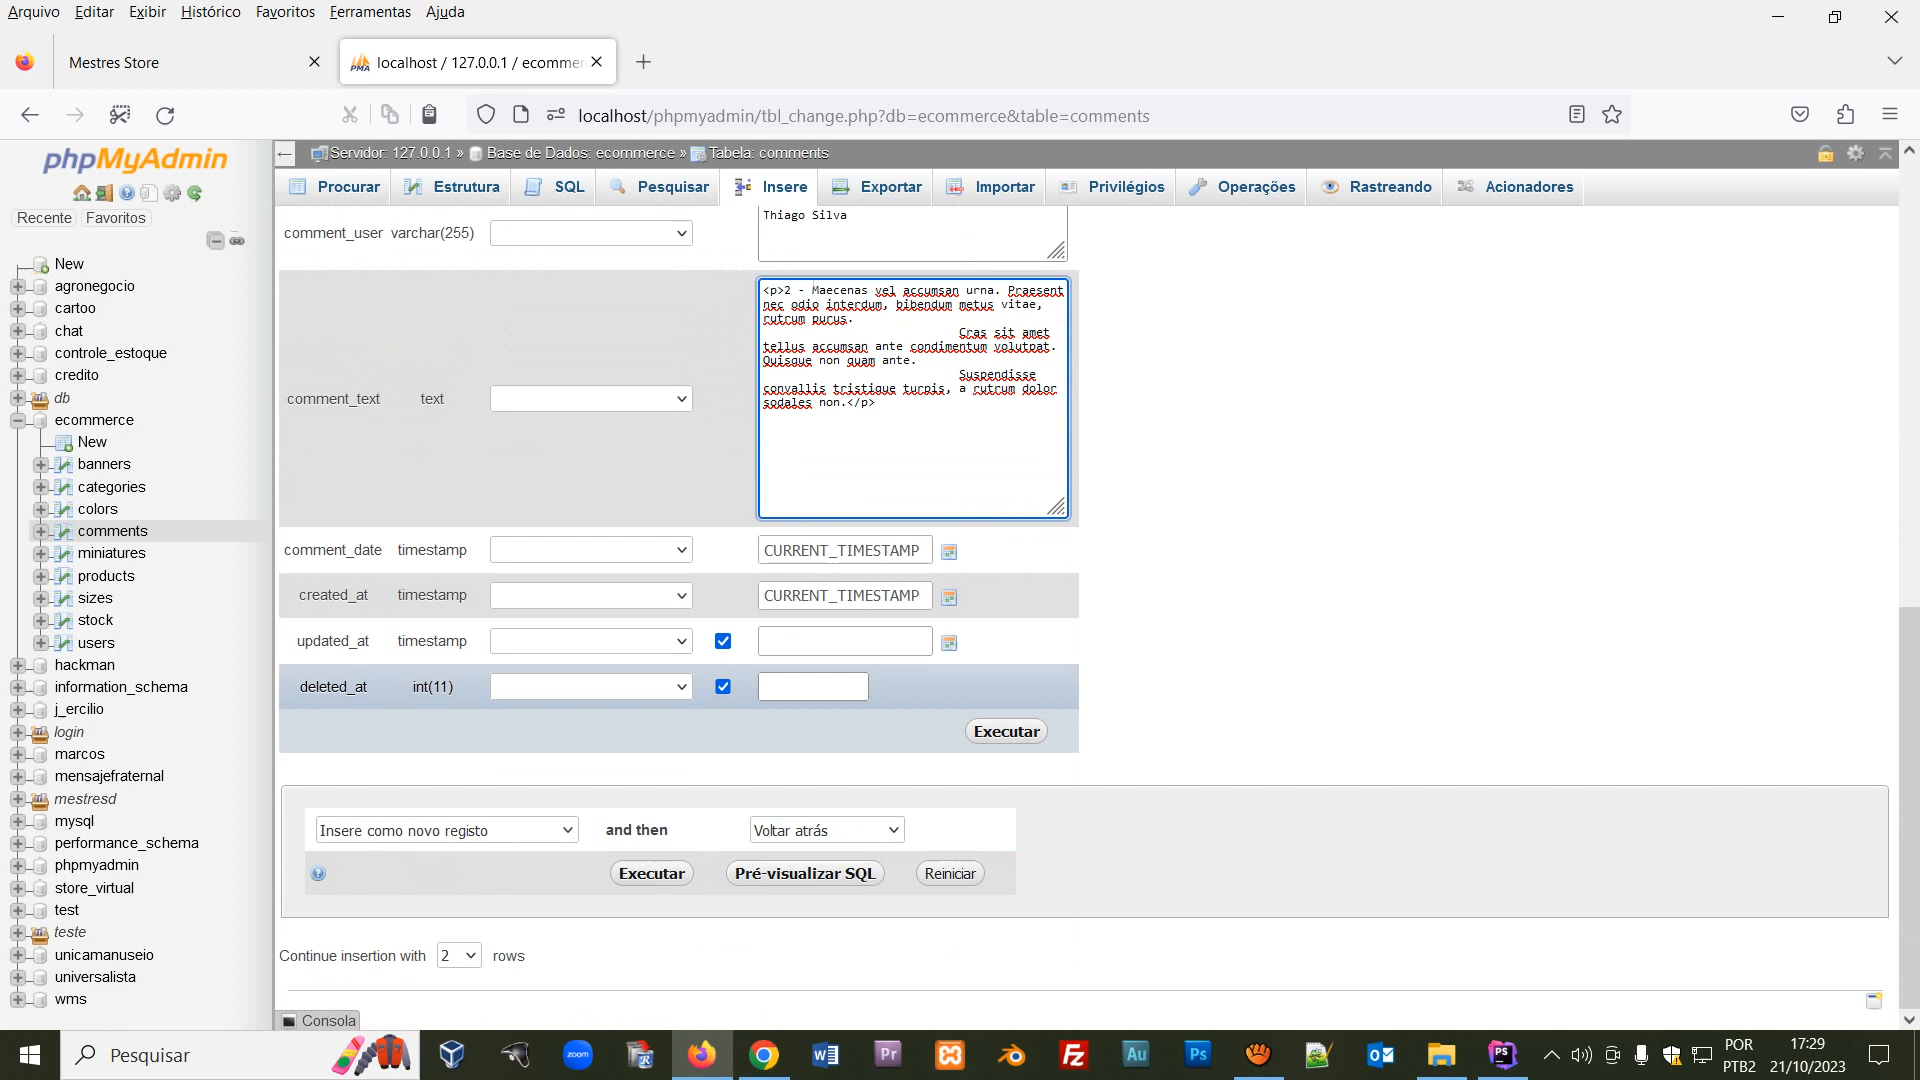 Arquivo Editar Exibir Histórico Favoritos Ferramentas Ajuda
Mestres Store
localhost / 127.0.0.1 / ecommer
localhost/phpmyadmin/tbl_change.php?db=ecommerce&table=comments
phpMyAdmin
Recente Favoritos
New
agronegocio
cartoo
chat
controle_estoque
credito
db
ecommerce
New
banners
categories
colors
comments
miniatures
products
sizes
stock
users
hackman
information_schema
j_ercilio
login
marcos
mensajefraternal
mestresd
mysql
performance_schema
phpmyadmin
store_virtual
test
teste
unicamanuseio
universalista
wms
Servidor: 127.0.0.1 » Base de Dados: ecommerce » Tabela: comments
Procurar Estrutura SQL Pesquisar Insere Exportar Importar Privilégios Operações Rastreando Acionadores
comment_user varchar(255)
Thiago Silva
comment_text text
<p>2 - Maecenas vel accumsan urna. Praesent
nec odio interdum, bibendum metus vitae,
rutrum purus.
Cras sit amet
tellus accumsan ante condimentum volutpat.
Quisque non quam ante.
Suspendisse
convallis tristique turpis, a rutrum dolor
sodales non.</p>
comment_date timestamp CURRENT_TIMESTAMP
created_at timestamp CURRENT_TIMESTAMP
updated_at timestamp
deleted_at int(11)
Executar
Insere como novo registo and then Voltar atrás
Executar Pré-visualizar SQL Reiniciar
Continue insertion with 2 rows
Consola
Pesquisar
zoom
POR
PTB2
17:29
21/10/2023